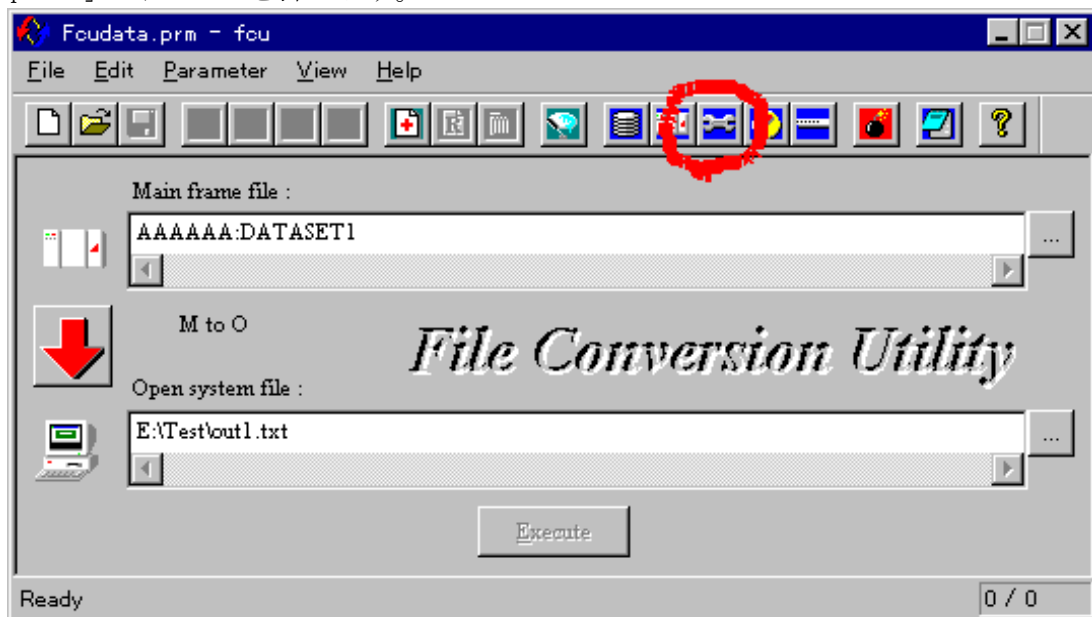 Fcudata.prm - fcu
File Edit Parameter View Help
Main frame file :
AAAAAA:DATASET1
...
M to O
File Conversion Utility
Open system file :
E:\Test\out1.txt
...
Execute
Ready
0 / 0